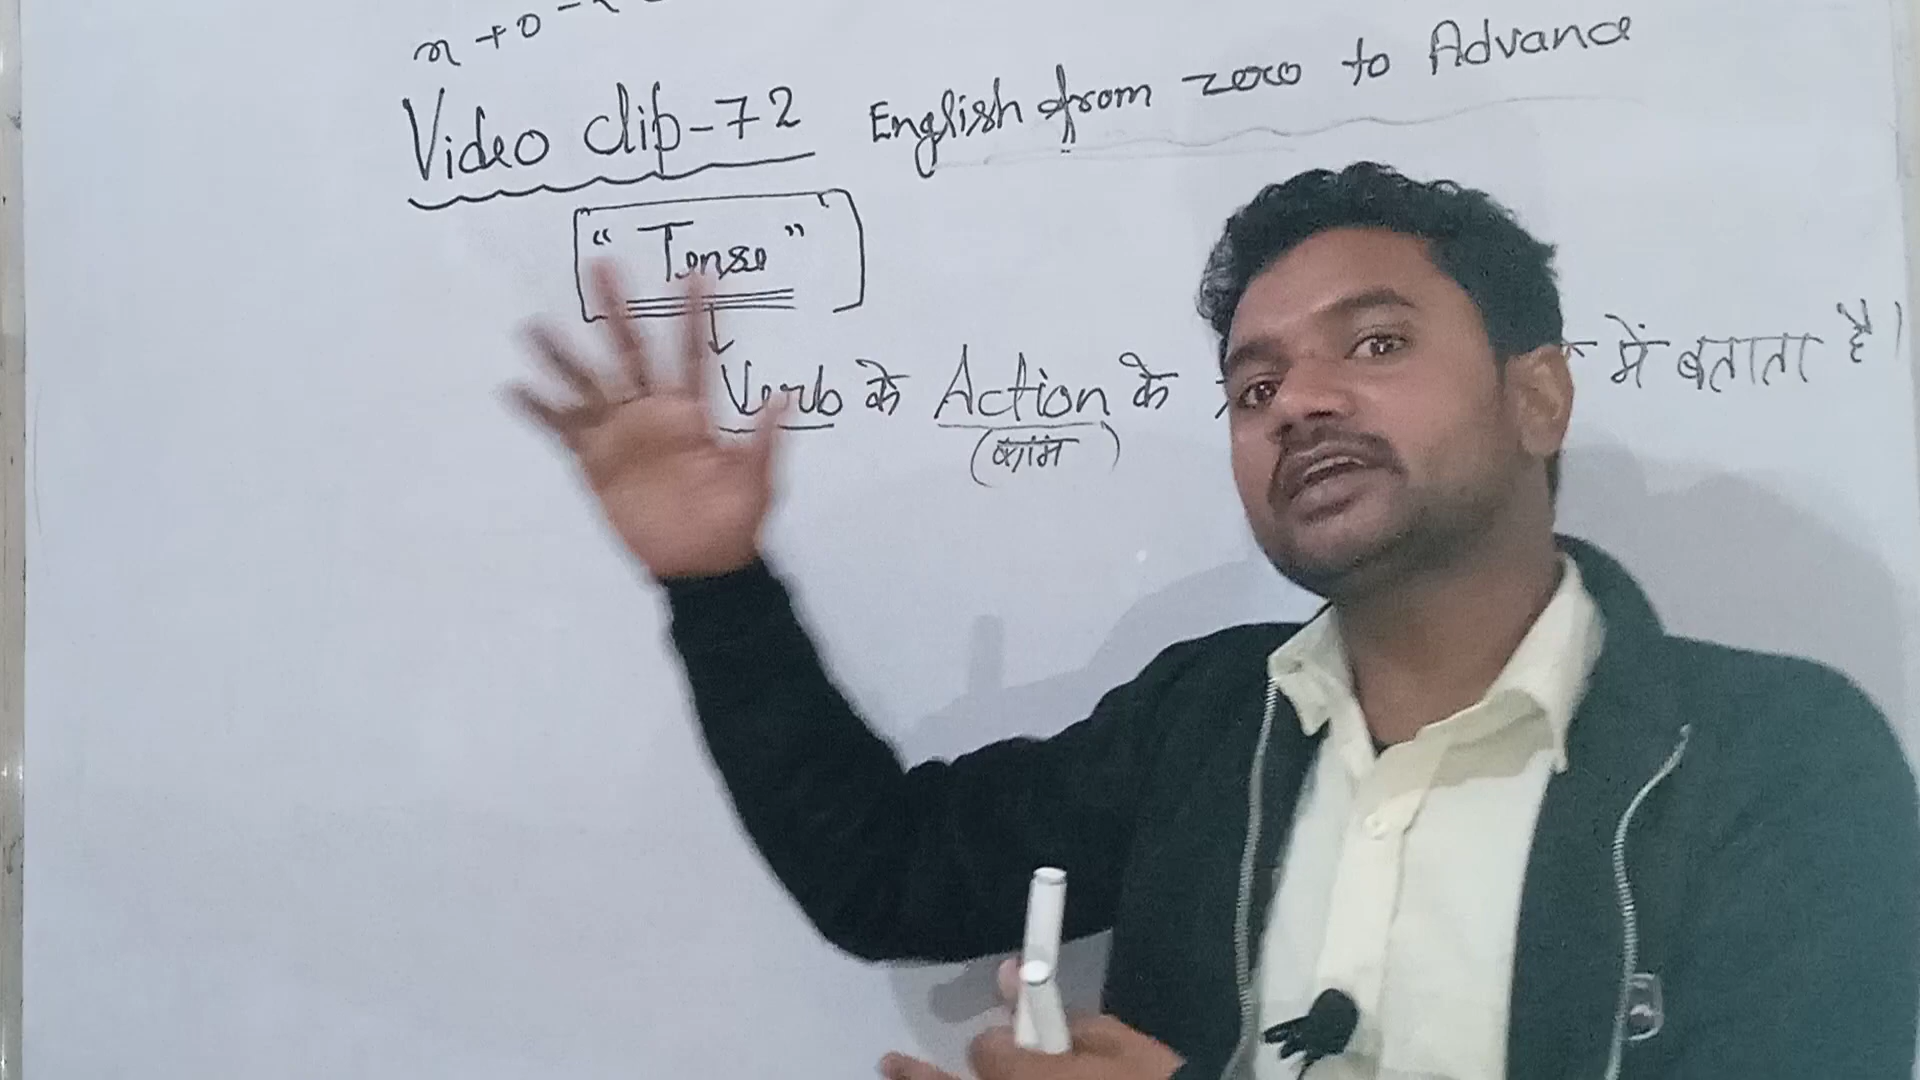 Video clip-72 English from zero to Advance
"Tense"
Verb के Action के में बताता है।
(काम)